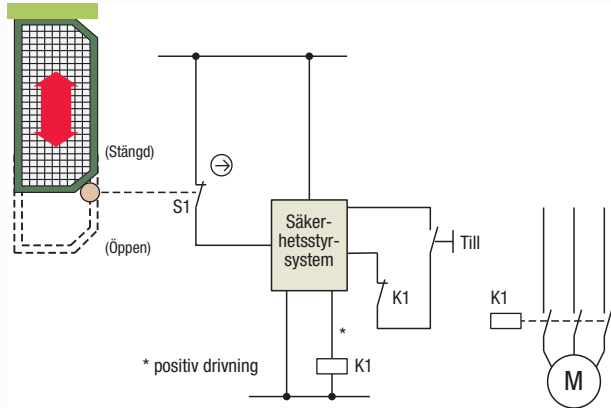 (Stängd)
S1
(Öppen)
Säker-
hetsstyr-
system
Till
K1
*
K1
* positiv drivning
K1
M